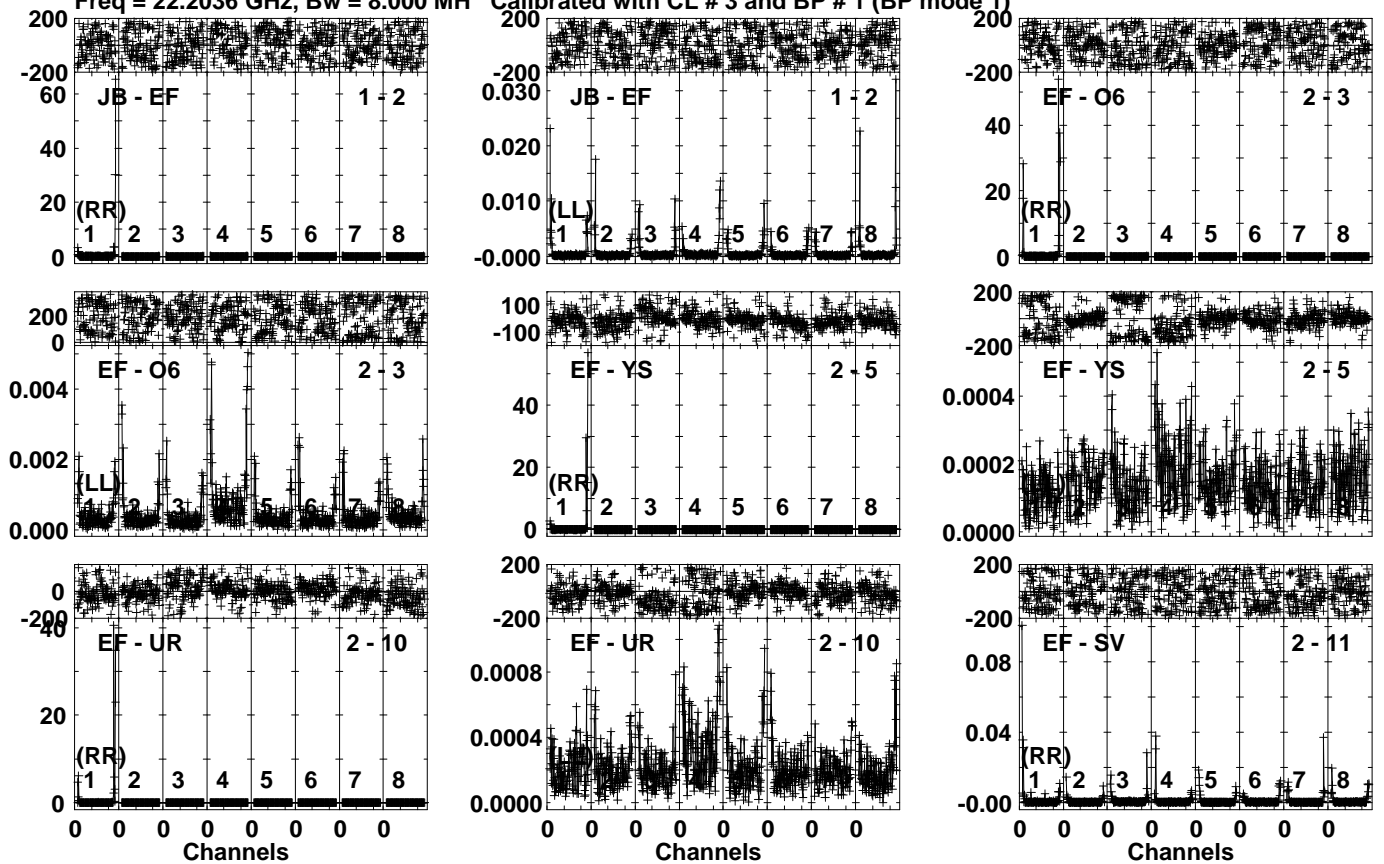 Freq = 22.2036 GHz, Bw = 8.000 MH Calibrated with CL # 3 and BP # 1 (BP mode 1)
200
-200
JB - EF 1 - 2
60
40
20
0
(RR)
1 2 3 4 5 6 7 8
200
-200
JB - EF 1 - 2
0.030
0.020
0.010
-0.000
(LL)
1 2 3 4 5 6 7 8
200
-200
EF - O6 2 - 3
40
20
0
(RR)
1 2 3 4 5 6 7 8
200
0
EF - O6 2 - 3
0.004
0.002
0.000
(LL)
1 2 3 5 6 7 8
100
-100
EF - YS 2 - 5
40
20
0
(RR)
1 2 3 4 5 6 7 8
200
-200
EF - YS 2 - 5
0.0004
0.0002
0.0000
0
-200
EF - UR 2 - 10
40
20
0
(RR)
1 2 3 4 5 6 7 8
0 0 0 0 0 0 0 0
Channels
200
-200
EF - UR 2 - 10
0.0008
0.0004
0.0000
0 0 0 0 0 0 0 0
Channels
200
-200
EF - SV 2 - 11
0.08
0.04
-0.00
(RR)
1 2 3 4 5 6 7 8
0 0 0 0 0 0 0 0
Channels